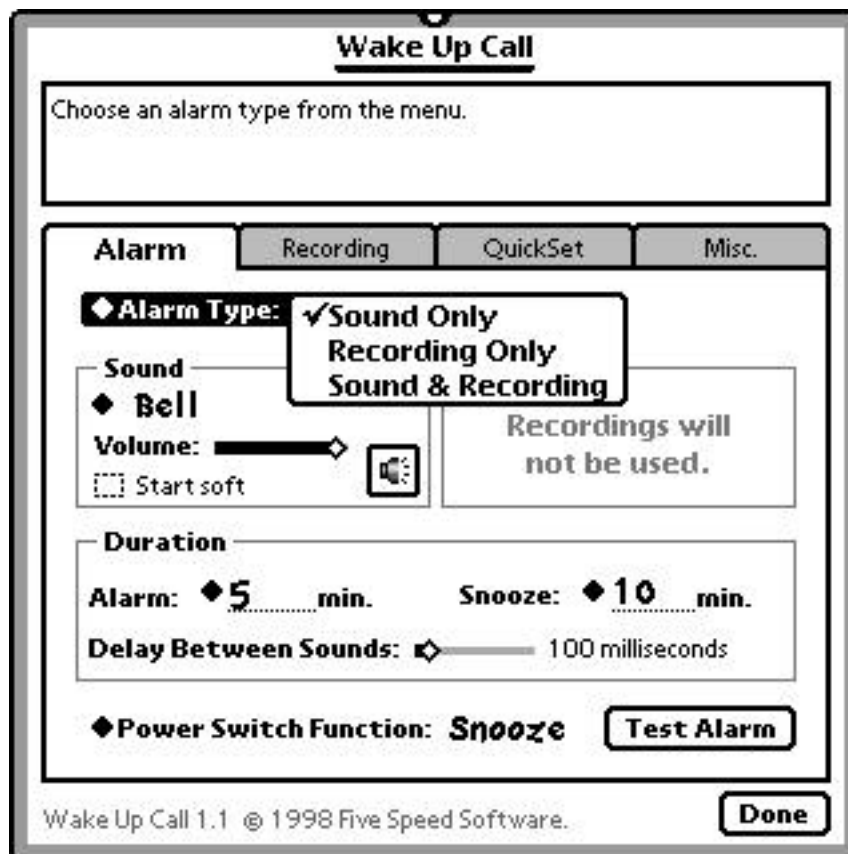 Wake Up Call
Choose an alarm type from the menu.
Alarm Recording QuickSet Misc.
Alarm Type: ✓Sound Only
Recording Only
Sound & Recording
Sound
Bell
Volume:
Start soft
Recordings will
not be used.
Duration
Alarm: 5 min. Snooze: 10 min.
Delay Between Sounds: 100 milliseconds
Power Switch Function: Snooze Test Alarm
Wake Up Call 1.1 © 1998 Five Speed Software. Done